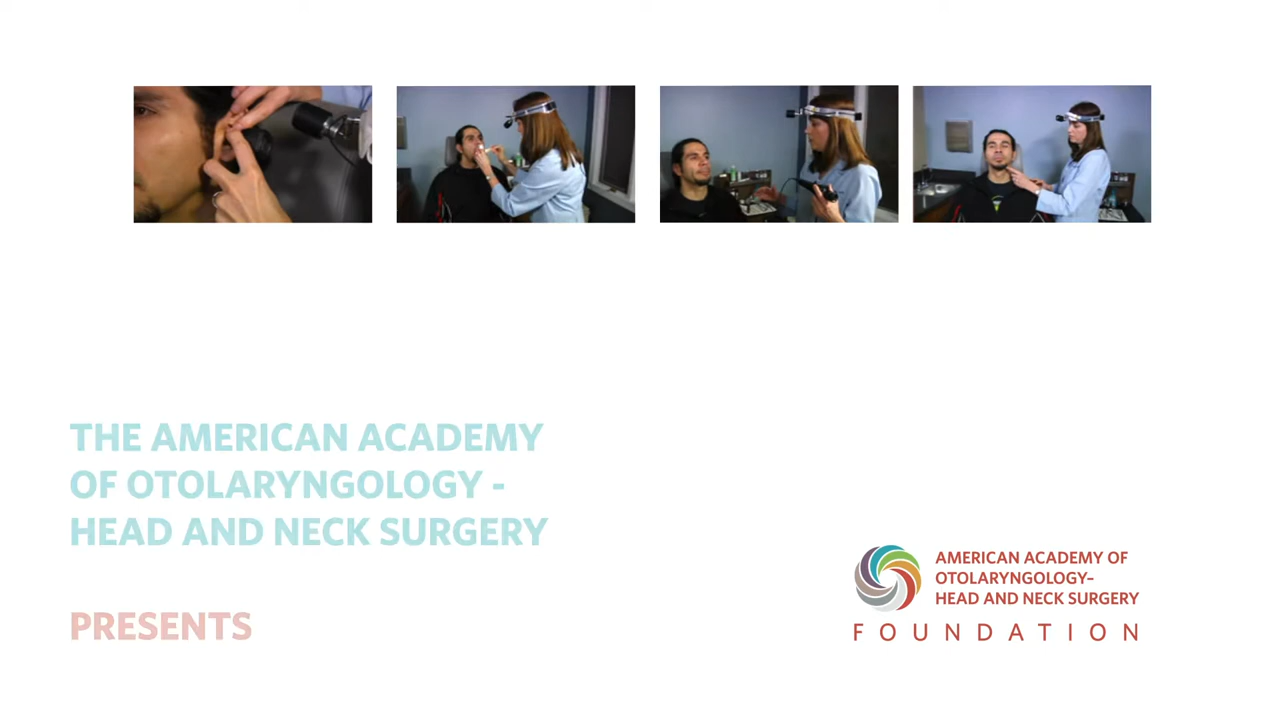 THE AMERICAN ACADEMY
OF OTOLARYNGOLOGY -
HEAD AND NECK SURGERY
PRESENTS
AMERICAN ACADEMY OF
OTOLARYNGOLOGY–
HEAD AND NECK SURGERY
FOUNDATION